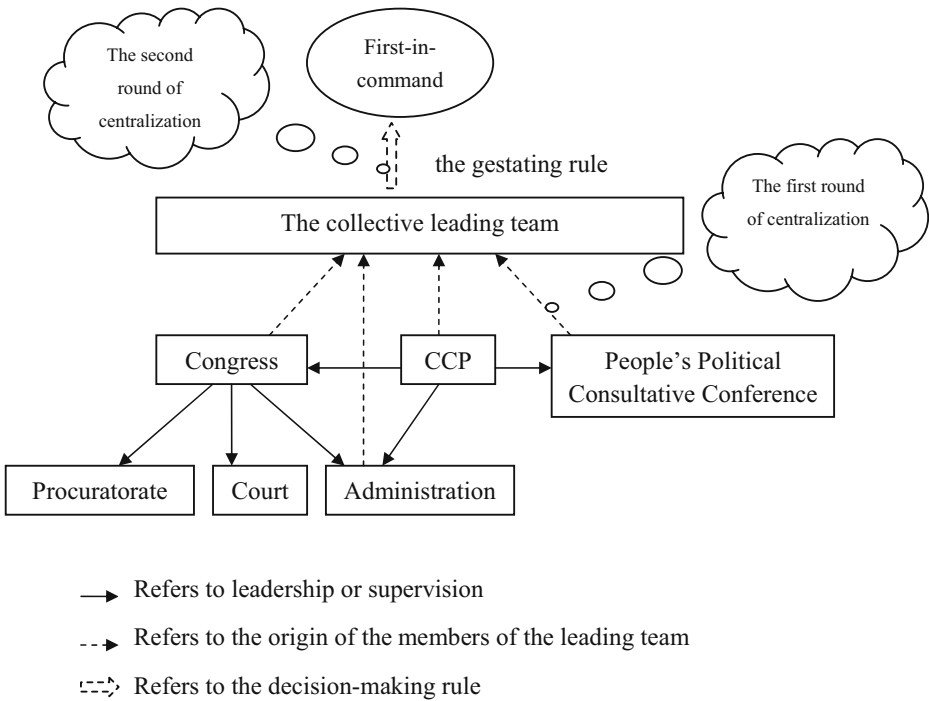 The second
round of
centralization
First-in-
command
the gestating rule
The first round
of centralization
The collective leading team
Congress
CCP
People's Political
Consultative Conference
Procuratorate
Court
Administration
Refers to leadership or supervision
Refers to the origin of the members of the leading team
Refers to the decision-making rule